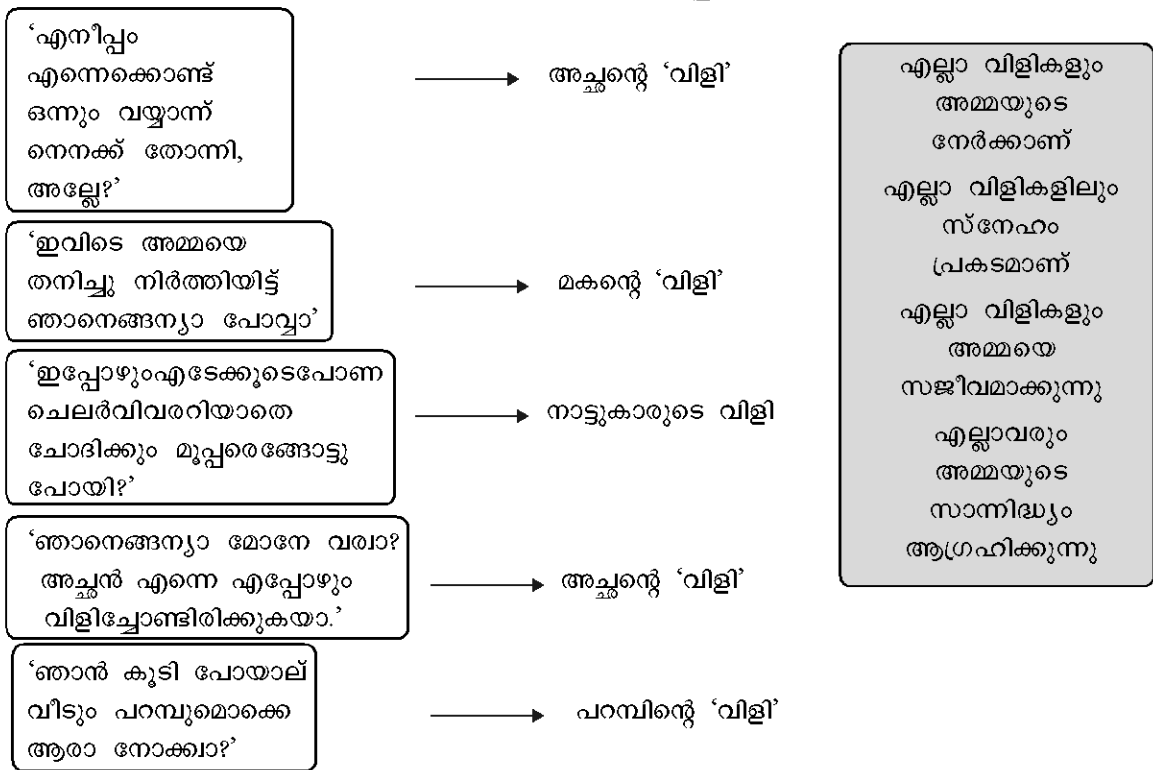 ‘എനീപ്പം
എന്നെക്കൊണ്ട്
ഒന്നും വയ്യാന്ന്
നെനക്ക് തോന്നി,
അല്ലേ?’
അച്ഛന്റെ ‘വിളി’
‘ഇവിടെ അമ്മയെ
തനിച്ചു നിർത്തിയിട്ട്
ഞാനെങ്ങന്യാ പോവ്വാ’
മകന്റെ ‘വിളി’
‘ഇപ്പോഴുംഎടേക്കൂടെപോണ
ചെലർവിവരറിയാതെ
ചോദിക്കും മൂപ്പരെങ്ങോട്ടു
പോയി?’
നാട്ടുകാരുടെ വിളി
‘ഞാനെങ്ങന്യാ മോനേ വര്വാ?
അച്ഛൻ എന്നെ എപ്പോഴും
വിളിച്ചോണ്ടിരിക്കുകയാ.’
അച്ഛന്റെ ‘വിളി’
‘ഞാൻ കൂടി പോയാല്
വീടും പറമ്പുമൊക്കെ
ആരാ നോക്ക്വാ?’
പറമ്പിന്റെ ‘വിളി’
എല്ലാ വിളികളും
അമ്മയുടെ
നേർക്കാണ്
എല്ലാ വിളികളിലും
സ്നേഹം
പ്രകടമാണ്
എല്ലാ വിളികളും
അമ്മയെ
സജീവമാക്കുന്നു
എല്ലാവരും
അമ്മയുടെ
സാന്നിദ്ധ്യം
ആഗ്രഹിക്കുന്നു